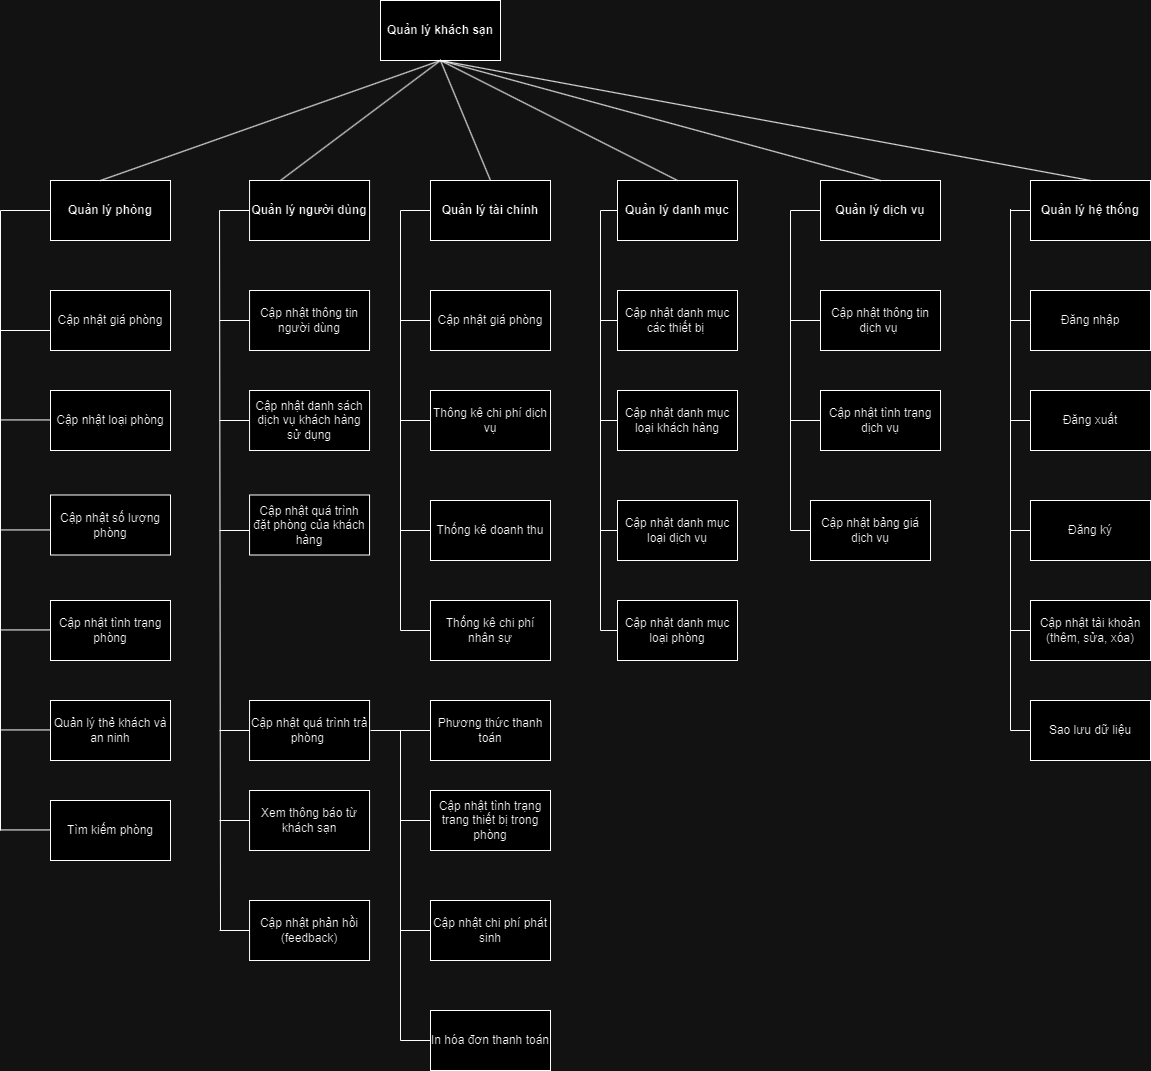 Quản lý khách sạn
Quản lý phòng
Cập nhật giá phòng
Cập nhật loại phòng
Cập nhật số lượng
phòng
Cập nhật tình trạng
phòng
Quản lý thẻ khách và
an ninh
Tìm kiếm phòng
Quản lý người dùng
Cập nhật thông tin
người dùng
Cập nhật danh sách
dịch vụ khách hàng
sử dụng
Cập nhật quá trình
đặt phòng của khách
hàng
Cập nhật quá trình trả
phòng
Xem thông báo từ
khách sạn
Cập nhật phản hồi
(feedback)
Phương thức thanh
toán
Cập nhật tình trạng
trang thiết bị trong
phòng
Cập nhật chi phí phát
sinh
In hóa đơn thanh toán
Quản lý tài chính
Cập nhật giá phòng
Thông kê chi phí dịch
vụ
Thống kê doanh thu
Thống kê chi phí
nhân sự
Quản lý danh mục
Cập nhật danh mục
các thiết bị
Cập nhật danh mục
loại khách hàng
Cập nhật danh mục
loại dịch vụ
Cập nhật danh mục
loại phòng
Quản lý dịch vụ
Cập nhật thông tin
dịch vụ
Cập nhật tình trạng
dịch vụ
Cập nhật bảng giá
dịch vụ
Quản lý hệ thống
Đăng nhập
Đăng xuất
Đăng ký
Cập nhật tài khoản
(thêm, sửa, xóa)
Sao lưu dữ liệu